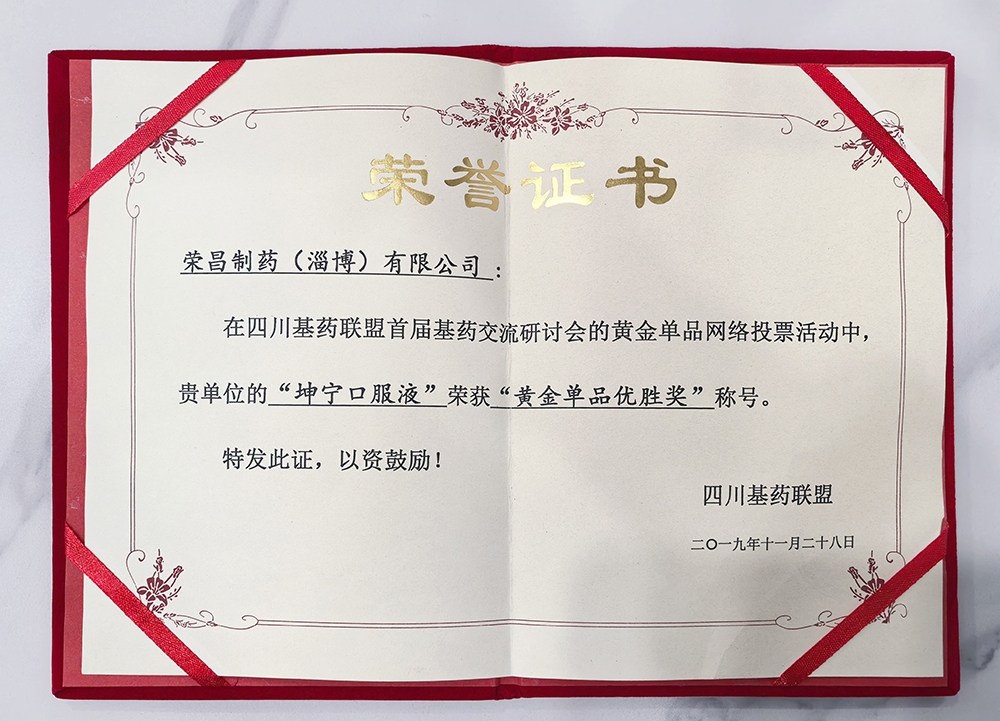 荣誉证书
荣昌制药（淄博）有限公司：
在四川基药联盟首届基药交流研讨会的黄金单品网络投票活动中，
贵单位的“坤宁口服液”荣获“黄金单品优胜奖”称号。
特发此证，以资鼓励！
四川基药联盟
二〇一九年十一月二十八日